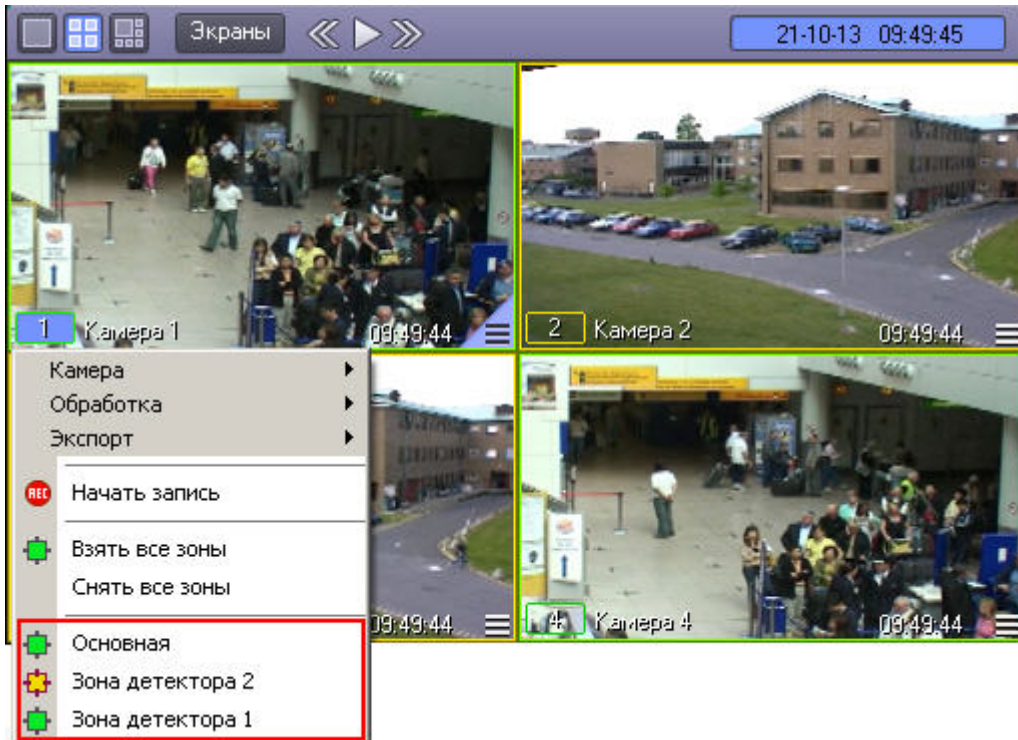 Экраны
21-10-13 09:49:45
1 Камера 1 09:49:44
2 Камера 2 09:49:44
Камера
Обработка
Экспорт
REC Начать запись
Взять все зоны
Снять все зоны
09:49:44
4 Камера 4 09:49:44
Основная
Зона детектора 2
Зона детектора 1